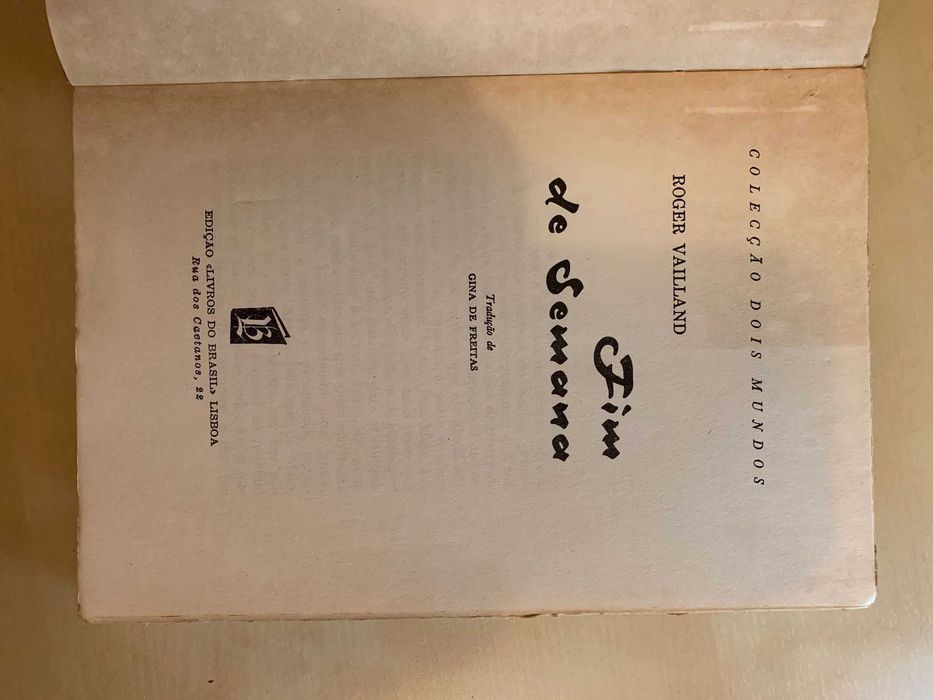 COLECÇÃO DOIS MUNDOS
ROGER VAILLAND
Fim
de Semana
Tradução de
GINA DE FREITAS
LB
EDIÇÃO «LIVROS DO BRASIL» LISBOA
Rua dos Caetanos, 22